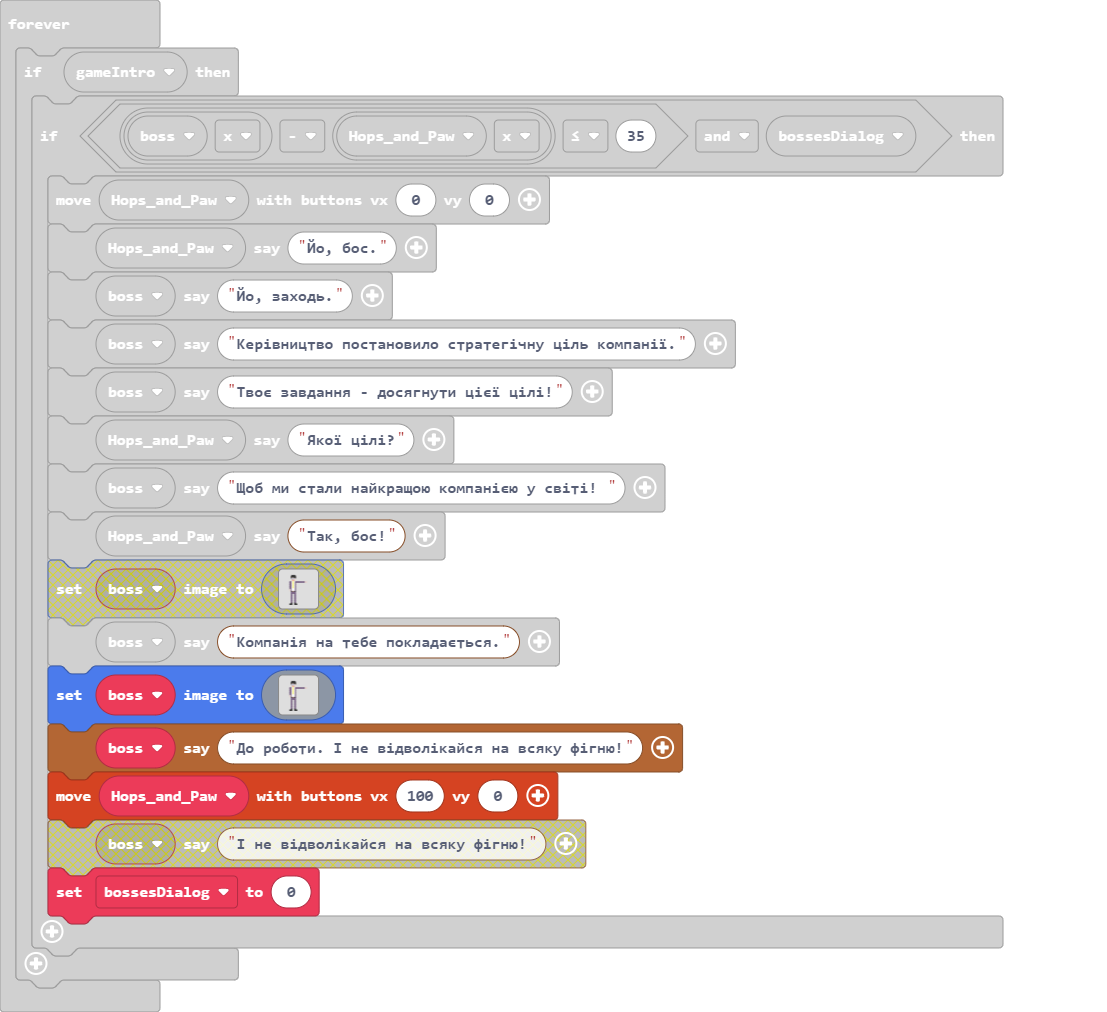 forever
if gameIntro then
if boss x - Hops_and_Paw x ≤ 35 and bossesDialog then
move Hops_and_Paw with buttons vx 0 vy 0
Hops_and_Paw say "Йо, бос."
boss say "Йо, заходь."
boss say "Керівництво постановило стратегічну ціль компанії."
boss say "Твоє завдання - досягнути цієї цілі!"
Hops_and_Paw say "Якої цілі?"
boss say "Щоб ми стали найкращою компанією у світі! "
Hops_and_Paw say "Так, бос!"
set boss image to
boss say "Компанія на тебе покладається."
set boss image to
boss say "До роботи. І не відволікайся на всяку фігню!"
move Hops_and_Paw with buttons vx 100 vy 0
boss say "І не відволікайся на всяку фігню!"
set bossesDialog to 0